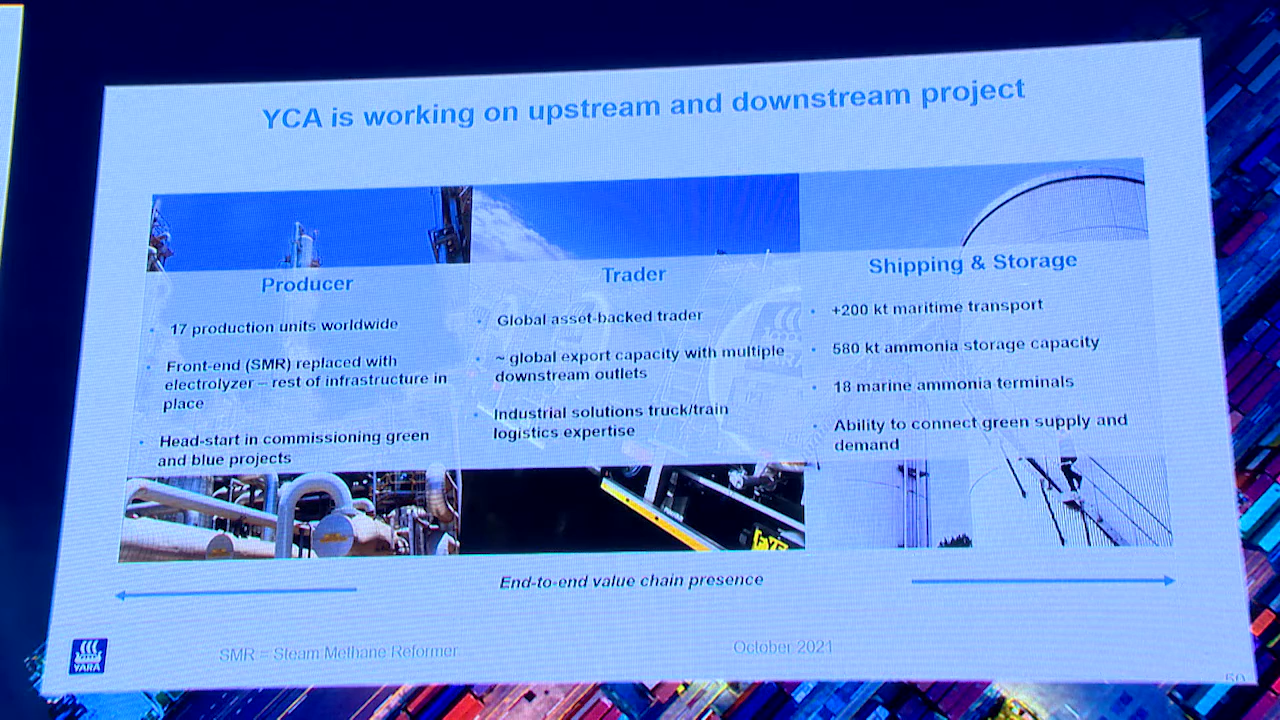 YCA is working on upstream and downstream project
Producer
17 production units worldwide
Front-end (SMR) replaced with
electrolyzer – rest of infrastructure in
place
Head-start in commissioning green
and blue projects
Trader
Global asset-backed trader
~ global export capacity with multiple
downstream outlets
Industrial solutions truck/train
logistics expertise
Shipping & Storage
+200 kt maritime transport
580 kt ammonia storage capacity
18 marine ammonia terminals
Ability to connect green supply and
demand
End-to-end value chain presence
YARA
SMR = Steam Methane Reformer
October 2021
50